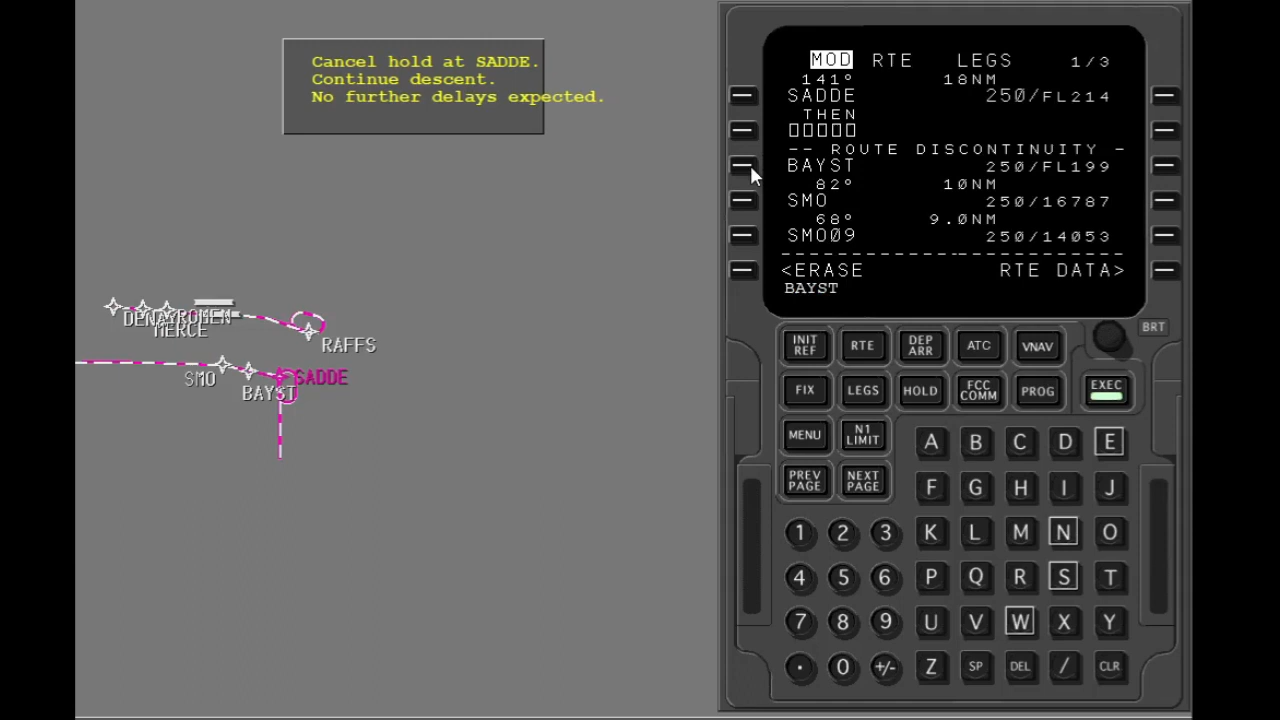 Cancel hold at SADDE.
Continue descent.
No further delays expected.
MOD RTE LEGS 1/3
141° 18NM
SADDE 250/FL214
THEN
□□□□□
-- ROUTE DISCONTINUITY -
BAYST 250/FL199
82° 10NM
SMO 250/16787
68° 9.0NM
SMO09 250/14053
------------------------
<ERASE RTE DATA>
BAYST
RAFFS
MERCE
SMO
BAYST
SADDE
BRT
INIT REF RTE DEP ARR ATC VNAV
FIX LEGS HOLD FCC COMM PROG EXEC
MENU N1 LIMIT
PREV PAGE NEXT PAGE
A B C D E
F G H I J
1 2 3 K L M N O
4 5 6 P Q R S T
7 8 9 U V W X Y
. 0 +/- Z SP DEL / CLR